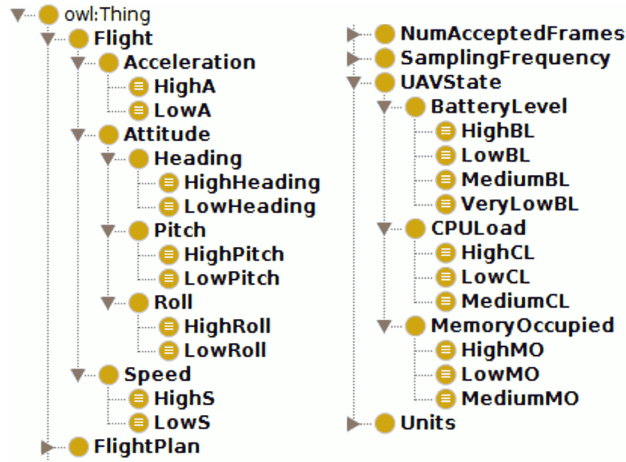 owl:Thing
Flight
Acceleration
HighA
LowA
Attitude
Heading
HighHeading
LowHeading
Pitch
HighPitch
LowPitch
Roll
HighRoll
LowRoll
Speed
HighS
LowS
FlightPlan
NumAcceptedFrames
SamplingFrequency
UAVState
BatteryLevel
HighBL
LowBL
MediumBL
VeryLowBL
CPULoad
HighCL
LowCL
MediumCL
MemoryOccupied
HighMO
LowMO
MediumMO
Units